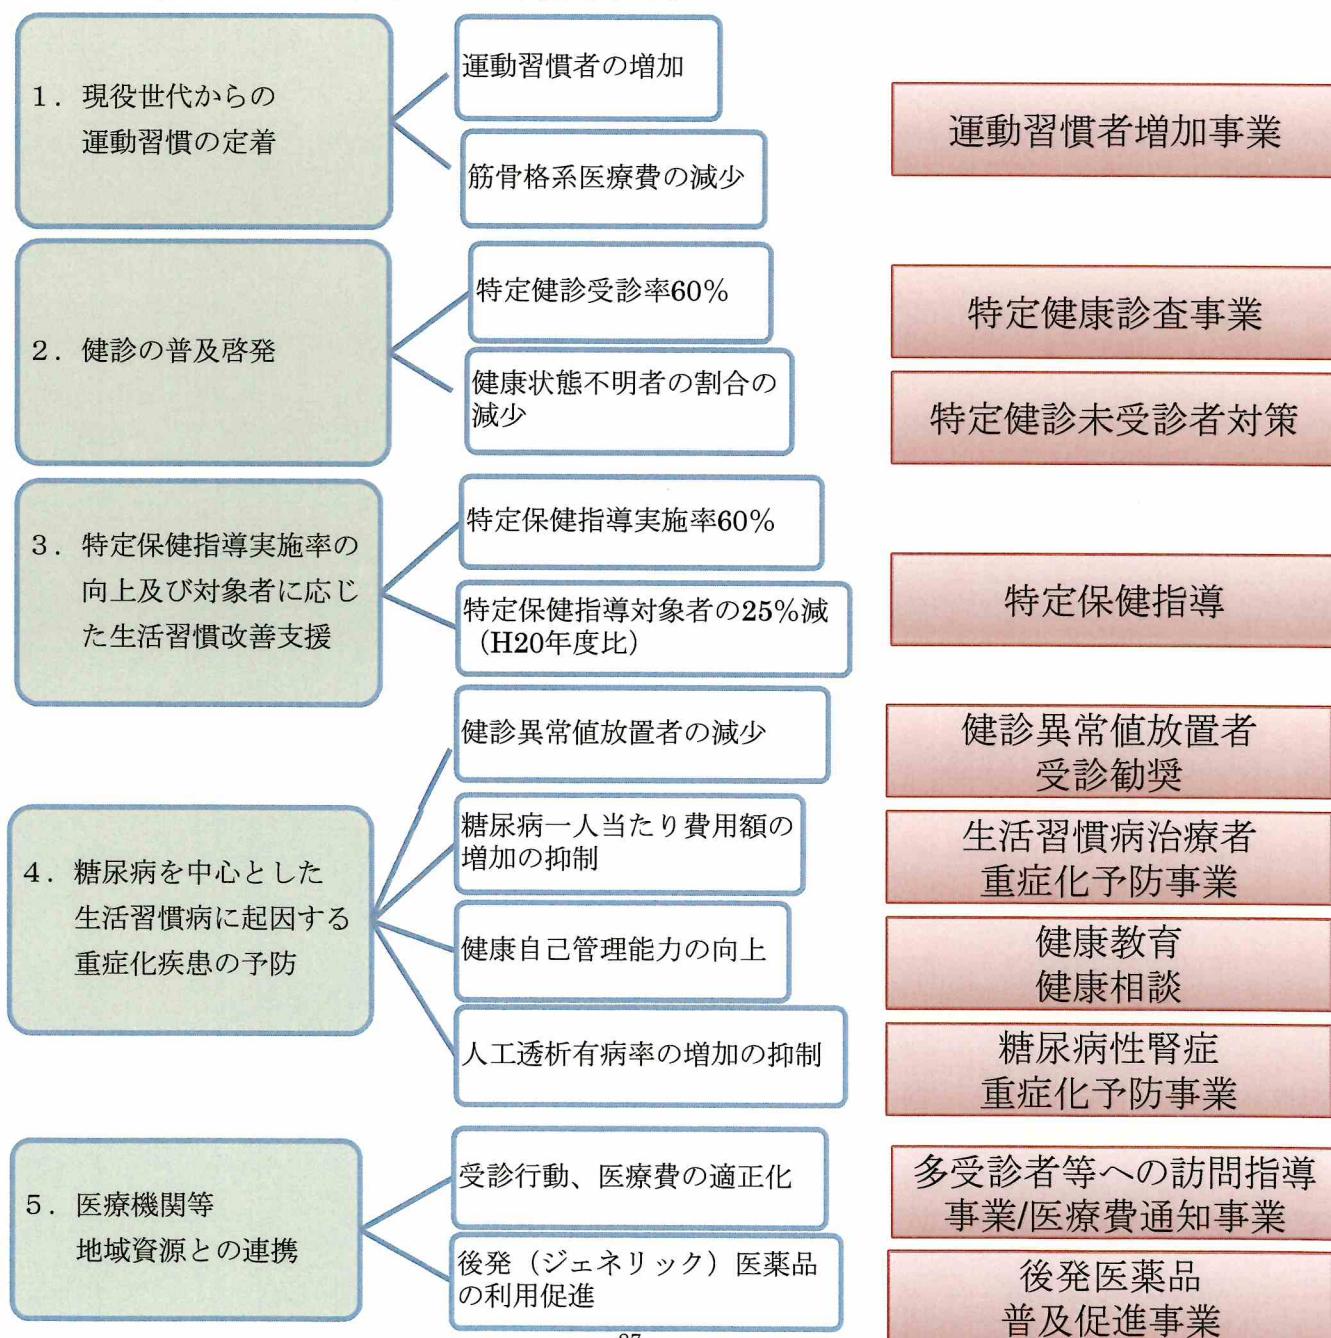 1．現役世代からの
運動習慣の定着
運動習慣者の増加
筋骨格系医療費の減少
運動習慣者増加事業
2．健診の普及啓発
特定健診受診率60%
健康状態不明者の割合の
減少
特定健康診査事業
特定健診未受診者対策
3．特定保健指導実施率の
向上及び対象者に応じ
た生活習慣改善支援
特定保健指導実施率60%
特定保健指導対象者の25%減
（H20年度比）
特定保健指導
4．糖尿病を中心とした
生活習慣病に起因する
重症化疾患の予防
健診異常値放置者の減少
糖尿病一人当たり費用額の
増加の抑制
健康自己管理能力の向上
人工透析有病率の増加の抑制
健診異常値放置者
受診勧奨
生活習慣病治療者
重症化予防事業
健康教育
健康相談
糖尿病性腎症
重症化予防事業
5．医療機関等
地域資源との連携
受診行動、医療費の適正化
後発（ジェネリック）医薬品
の利用促進
多受診者等への訪問指導
事業/医療費通知事業
後発医薬品
普及促進事業